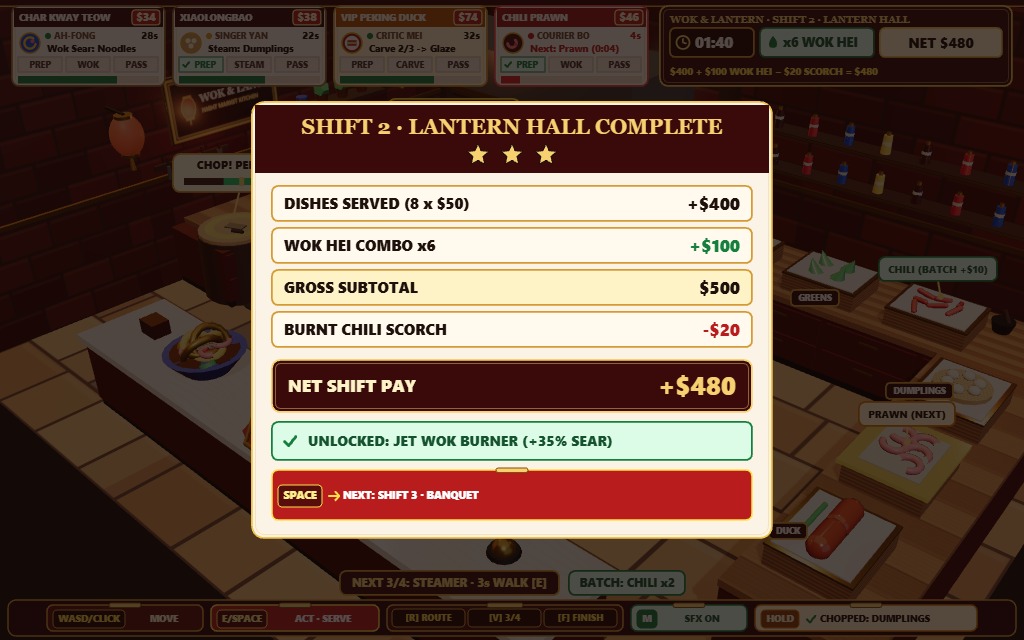 CHAR KWAY TEOW $34
AH-FONG 28s
Wok Sear: Noodles
PREP WOK PASS
XIAOLONGBAO $38
SINGER YAN 22s
Steam: Dumplings
PREP STEAM PASS
VIP PEKING DUCK $74
CRITIC MEI 32s
Carve 2/3 -> Glaze
PREP CARVE PASS
CHILI PRAWN $46
COURIER BO 4s
Next: Prawn (0:04)
PREP WOK PASS
WOK & LANTERN · SHIFT 2 · LANTERN HALL
01:40 x6 WOK HEI NET $480
$400 + $100 WOK HEI − $20 SCORCH = $480
WOK & LA
NIGHT MARKET KITCHEN
CHOP! PE
SHIFT 2 · LANTERN HALL COMPLETE
DISHES SERVED (8 x $50) +$400
WOK HEI COMBO x6 +$100
GROSS SUBTOTAL $500
BURNT CHILI SCORCH -$20
NET SHIFT PAY +$480
UNLOCKED: JET WOK BURNER (+35% SEAR)
SPACE → NEXT: SHIFT 3 · BANQUET
CHILI (BATCH +$10)
GREENS
DUMPLINGS
PRAWN (NEXT)
DUCK
NEXT 3/4: STEAMER · 3s WALK [E] BATCH: CHILI x2
WASD/CLICK MOVE E/SPACE ACT · SERVE [R] ROUTE [V] 3/4 [F] FINISH M SFX ON HOLD CHOPPED: DUMPLINGS